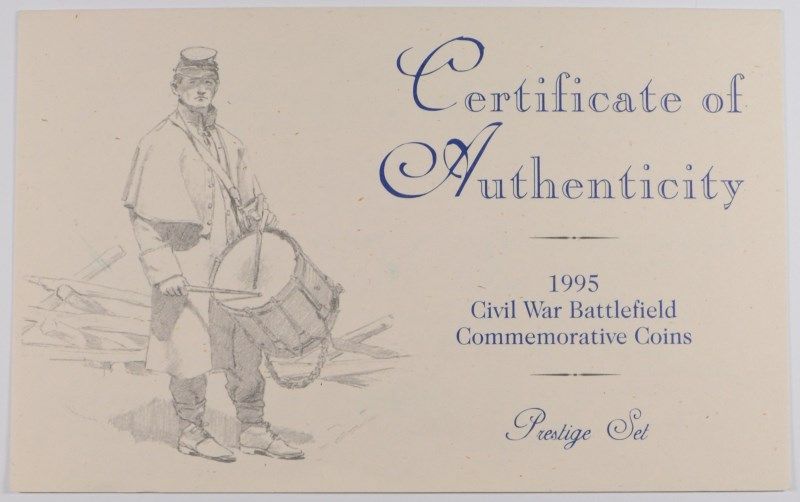 Certificate of
Authenticity
1995
Civil War Battlefield
Commemorative Coins
Prestige Set